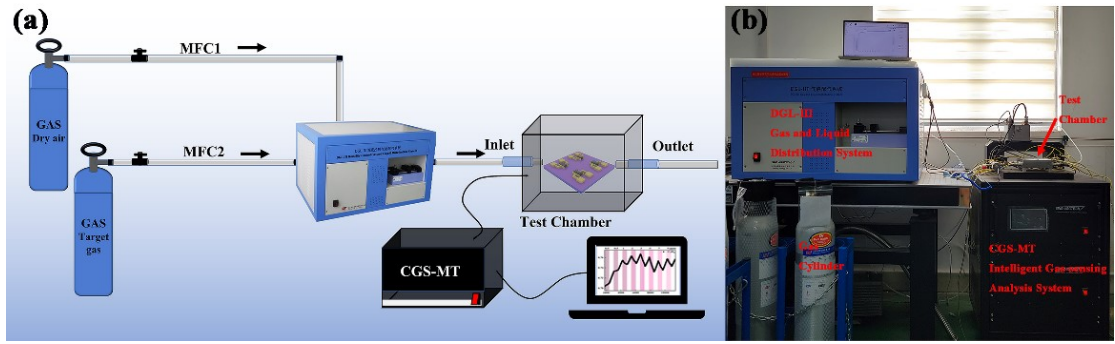 (a)
MFC1
GAS
Dry air
MFC2
GAS
Target
gas
Inlet
Outlet
Test Chamber
CGS-MT
(b)
Test
Chamber
DGL-III
Gas and Liquid
Distribution System
Gas
Cylinder
CGS-MT
Intelligent Gas sensing
Analysis System